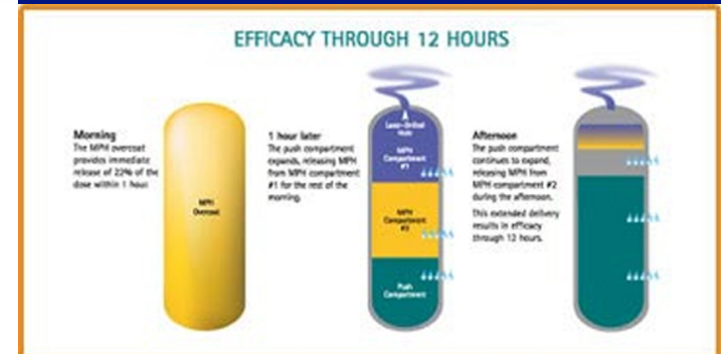 EFFICACY THROUGH 12 HOURS
Morning
The MPH overcoat
provides immediate
release of 22% of the
dose within 1 hour.
MPH
Overcoat
1 hour later
The push compartment
expands, releasing MPH
from MPH compartment
#1 for the rest of the
morning.
Laser-Drilled
Hole
MPH
Compartment
#1
MPH
Compartment
#2
Push
Compartment
Afternoon
The push compartment
continues to expand,
releasing MPH from
MPH compartment #2
during the afternoon.
This extended delivery
results in efficacy
through 12 hours.